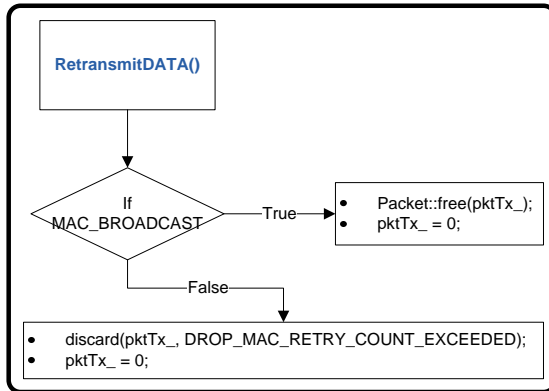 RetransmitDATA()
If
MAC_BROADCAST
True
• Packet::free(pktTx_);
• pktTx_ = 0;
False
• discard(pktTx_, DROP_MAC_RETRY_COUNT_EXCEEDED);
• pktTx_ = 0;